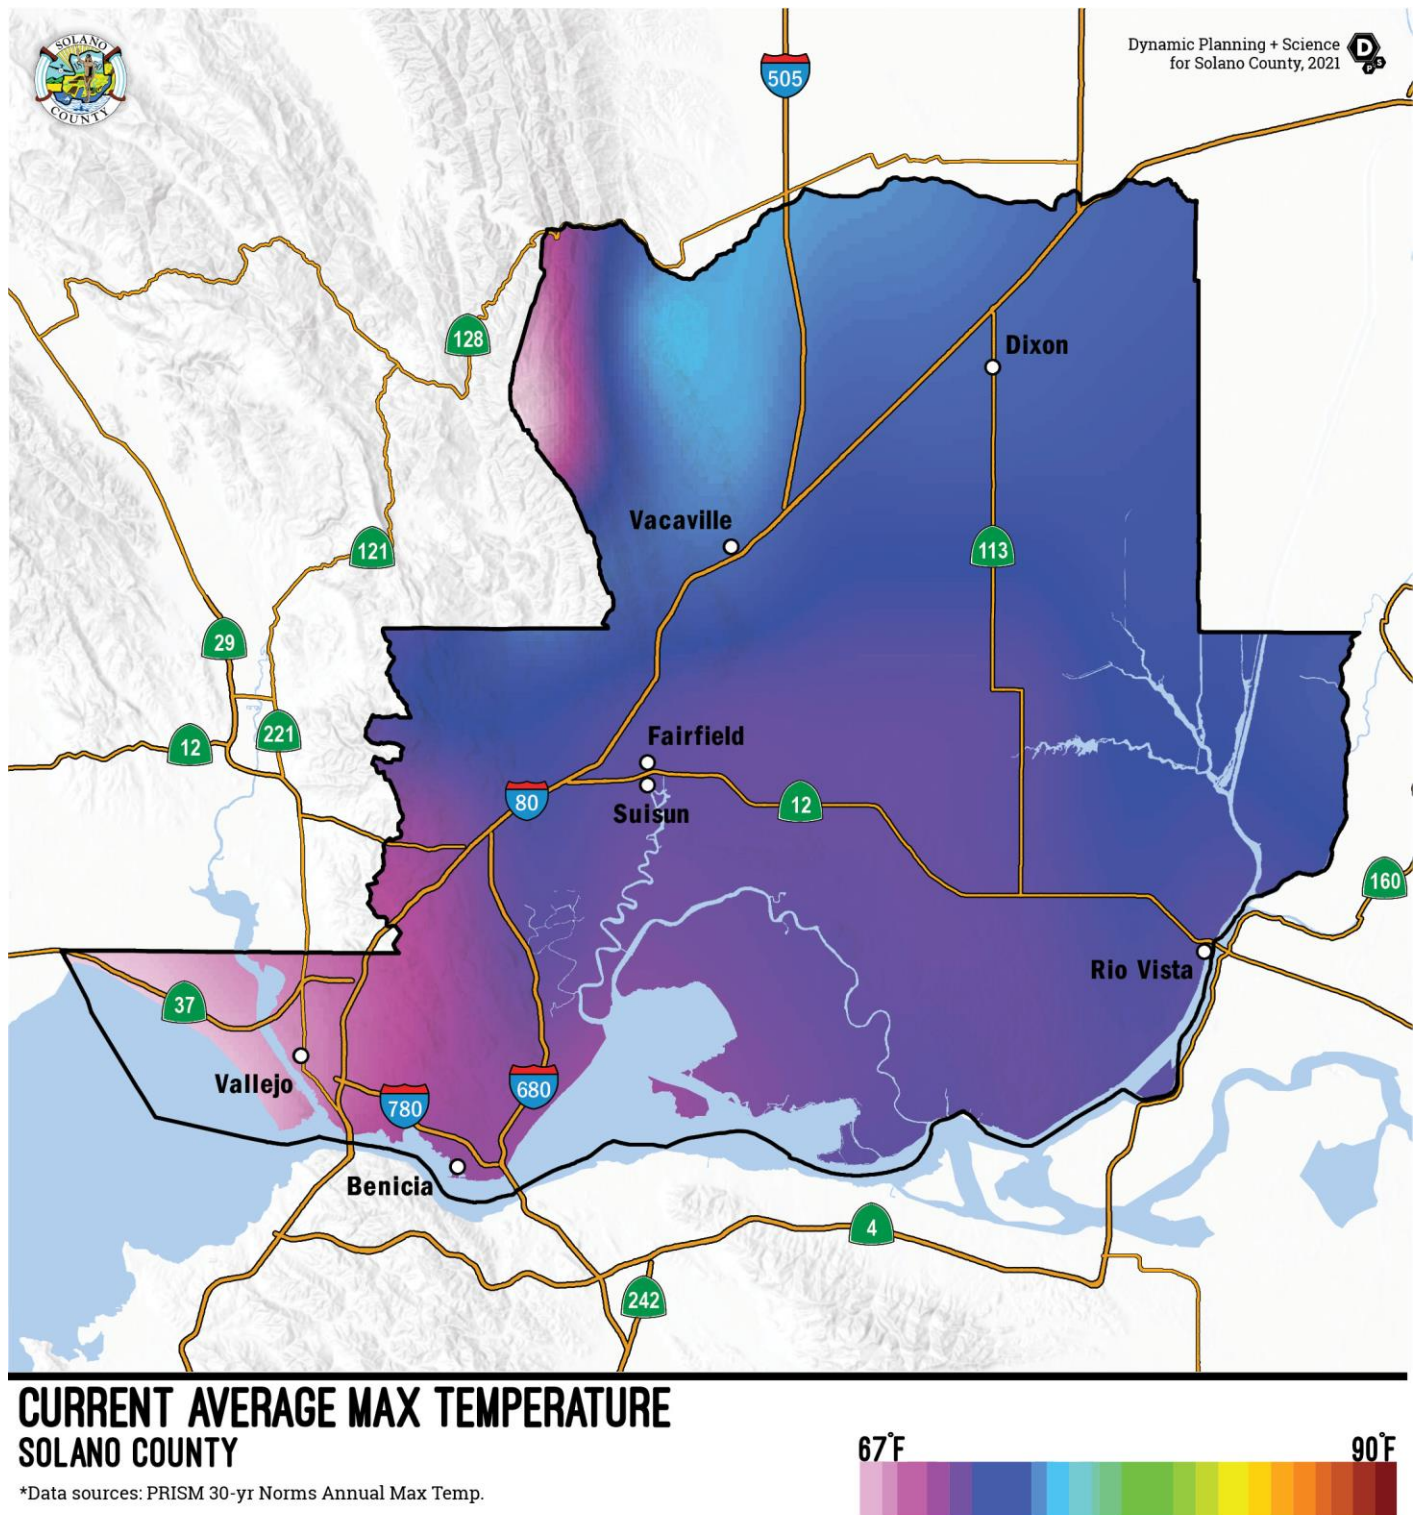 SOLANO
COUNTY
Dynamic Planning + Science
for Solano County, 2021
D
P S
505
128
Dixon
Vacaville
121
113
29
12
221
Fairfield
80
Suisun
12
160
Rio Vista
37
Vallejo
780
680
Benicia
4
242
CURRENT AVERAGE MAX TEMPERATURE
SOLANO COUNTY
*Data sources: PRISM 30-yr Norms Annual Max Temp.
67°F
90°F